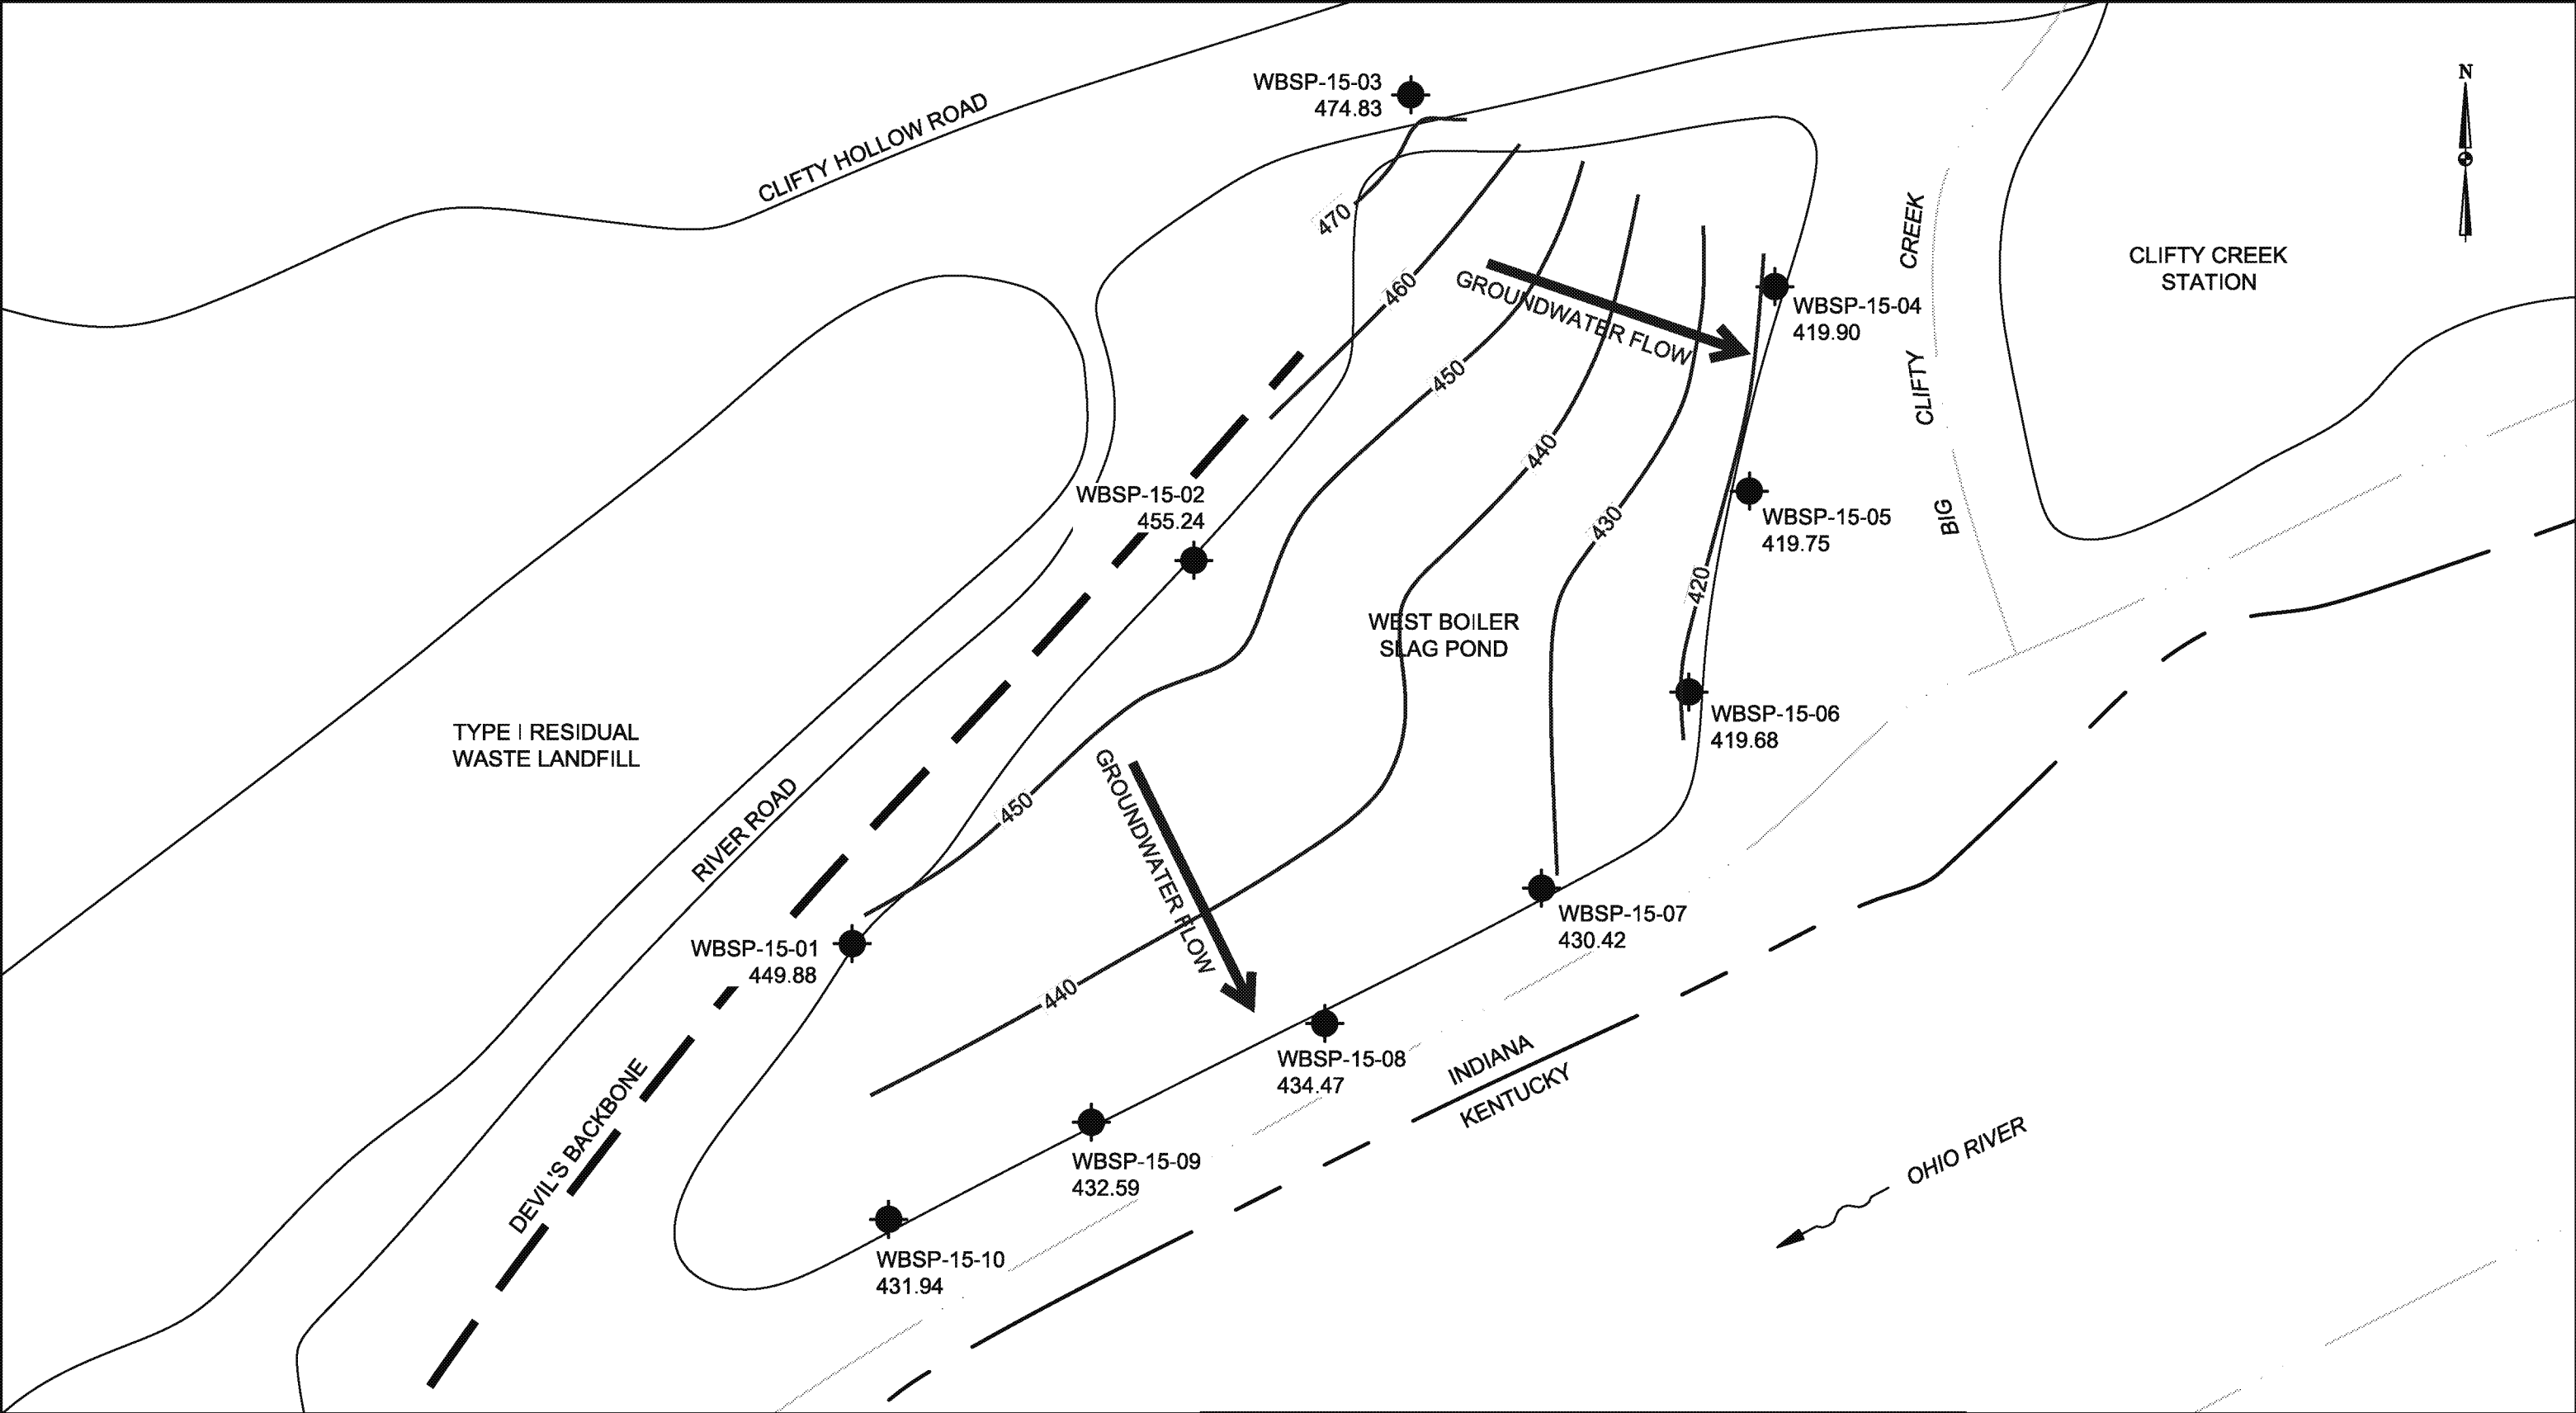 N
WBSP-15-03
474.83
CLIFTY HOLLOW ROAD
470
CREEK
CLIFTY
BIG
CLIFTY CREEK
STATION
460
GROUNDWATER FLOW
WBSP-15-04
419.90
450
440
WBSP-15-02
455.24
430
WBSP-15-05
419.75
420
WEST BOILER
SLAG POND
WBSP-15-06
419.68
TYPE I RESIDUAL
WASTE LANDFILL
RIVER ROAD
450
GROUNDWATER FLOW
WBSP-15-01
449.88
WBSP-15-07
430.42
440
WBSP-15-08
434.47
INDIANA
KENTUCKY
DEVIL'S BACKBONE
WBSP-15-09
432.59
OHIO RIVER
WBSP-15-10
431.94